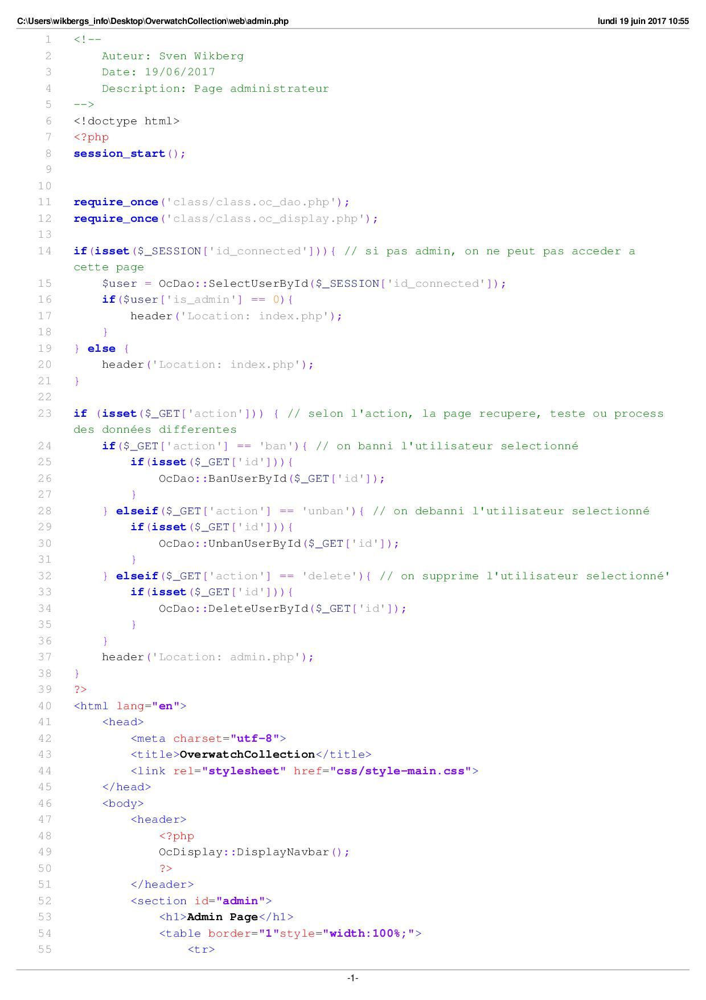 C:\Users\wikbergs_info\Desktop\OverwatchCollection\web\admin.php lundi 19 juin 2017 10:55
1 <!--
2     Auteur: Sven Wikberg
3     Date: 19/06/2017
4     Description: Page administrateur
5 -->
6 <!doctype html>
7 <?php
8 session_start();
9
10
11 require_once('class/class.oc_dao.php');
12 require_once('class/class.oc_display.php');
13
14 if(isset($_SESSION['id_connected'])){ // si pas admin, on ne peut pas acceder a
cette page
15     $user = OcDao::SelectUserById($_SESSION['id_connected']);
16     if($user['is_admin'] == 0){
17         header('Location: index.php');
18     }
19 } else {
20     header('Location: index.php');
21 }
22
23 if (isset($_GET['action'])) { // selon l'action, la page recupere, teste ou process
des données differentes
24     if($_GET['action'] == 'ban'){ // on banni l'utilisateur selectionné
25         if(isset($_GET['id'])){
26             OcDao::BanUserById($_GET['id']);
27         }
28     } elseif($_GET['action'] == 'unban'){ // on debanni l'utilisateur selectionné
29         if(isset($_GET['id'])){
30             OcDao::UnbanUserById($_GET['id']);
31         }
32     } elseif($_GET['action'] == 'delete'){ // on supprime l'utilisateur selectionné'
33         if(isset($_GET['id'])){
34             OcDao::DeleteUserById($_GET['id']);
35         }
36     }
37     header('Location: admin.php');
38 }
39 ?>
40 <html lang="en">
41     <head>
42         <meta charset="utf-8">
43         <title>OverwatchCollection</title>
44         <link rel="stylesheet" href="css/style-main.css">
45     </head>
46     <body>
47         <header>
48             <?php
49             OcDisplay::DisplayNavbar();
50             ?>
51         </header>
52         <section id="admin">
53             <h1>Admin Page</h1>
54             <table border="1"style="width:100%;">
55                 <tr>
-1-